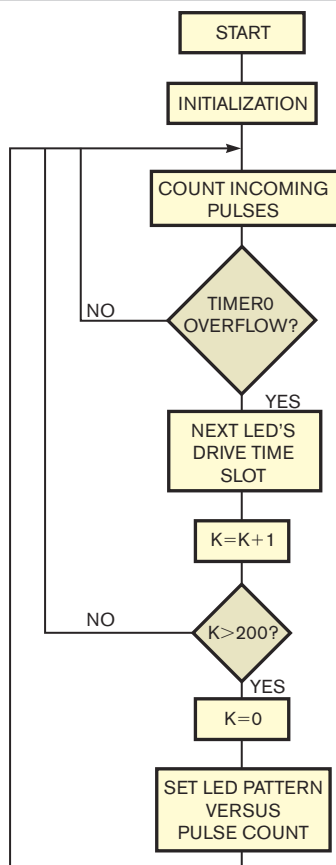 START
INITIALIZATION
COUNT INCOMING
PULSES
TIMER0
OVERFLOW?
NO
YES
NEXT LED'S
DRIVE TIME
SLOT
K=K+1
NO
K>200?
YES
K=0
SET LED PATTERN
VERSUS
PULSE COUNT